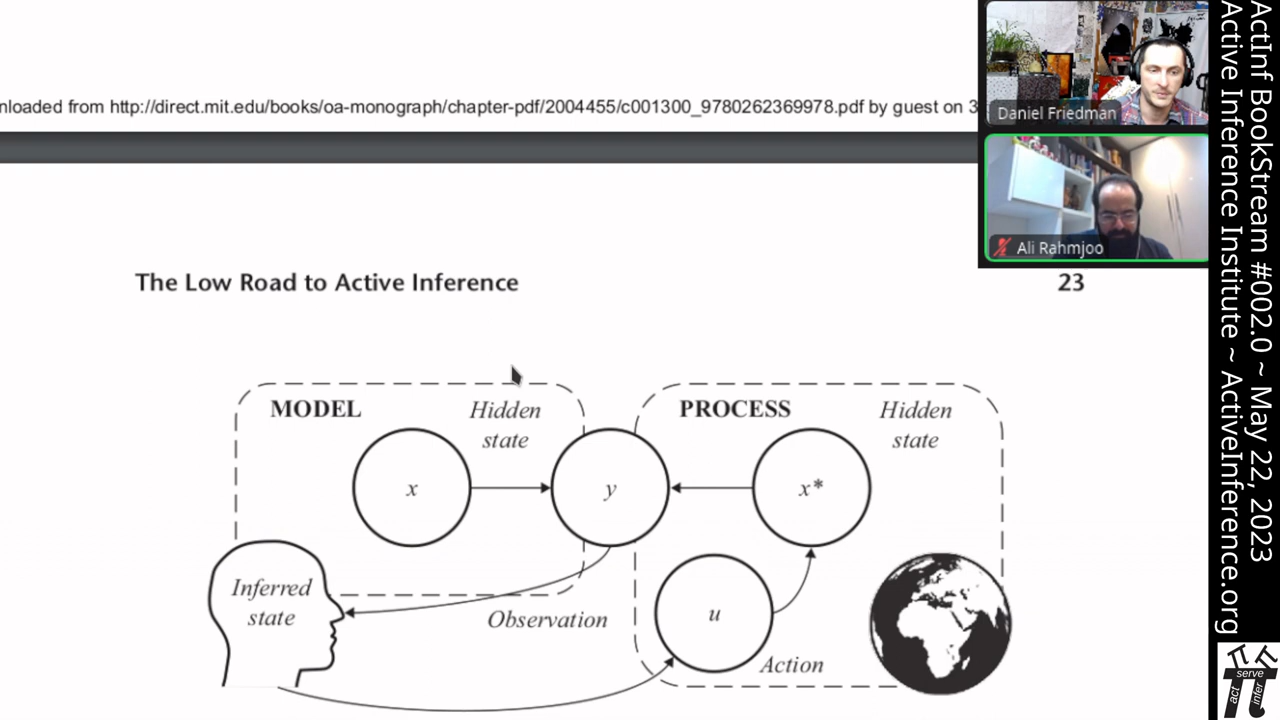 nloaded from http://direct.mit.edu/books/oa-monograph/chapter-pdf/2004455/c001300_9780262369978.pdf by guest on 3
Daniel Friedman
Ali Rahmjoo
The Low Road to Active Inference
23
MODEL
Hidden
state
PROCESS
Hidden
state
x
y
x*
Inferred
state
Observation
u
Action
ActInf BookStream #002.0 ~ May 22, 2023
Active Inference Institute ~ ActiveInference.org
serve
act
infer